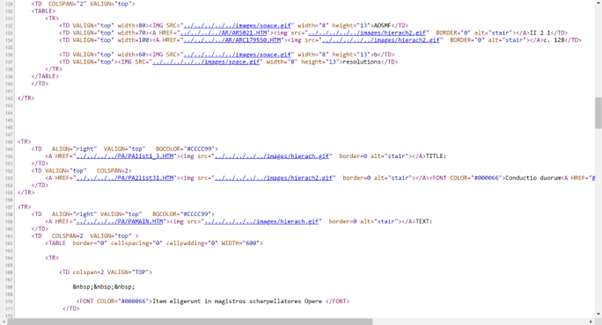 129 <TD COLSPAN="2" VALIGN="top">
130 <TABLE>
131 <TR>
132 <TD VALIGN="top" width=80><IMG SRC="../../../../images/space.gif" width="8" height="13">AOSMF</TD>
133 <TD VALIGN="top" width=70><A HREF="../../../AR/ARS021.HTM"><img src="../../../../images/hierach2.gif" BORDER="0" alt="stair"></A>II 2 1</TD>
134 <TD VALIGN="top" width=100><A HREF="../../../AR/ARC179550.HTM"><img src="../../../../images/hierach2.gif" BORDER="0" alt="stair"></A>c. 128</TD>
135
136 <TD VALIGN="top" width=60><IMG SRC="../../../../images/space.gif" width="8" height="13">b</TD>
137 <TD VALIGN="top"><IMG SRC="../../../../images/space.gif" width="8" height="13">resolutions</TD>
138 </TR>
139 </TABLE>
140 </TD>
141
142 </TR>
143
144
145
146
147
148 <TR>
149 <TD ALIGN="right" VALIGN="top" BGCOLOR="#CCCC99">
150 <A HREF="../../../PA/PAlist1_3.HTM"><img src="../../../../images/hierach.gif" border=0 alt="stair"></A>TITLE:
151 </TD>
152 <TD VALIGN="top" COLSPAN=2>
153 <A HREF="../../../PA/PA2list31.HTM"><img src="../../../../images/hierach2.gif" border=0 alt="stair"></A><FONT COLOR="#000066">Conductio duorum<A HREF="#
154 </TD>
155 </TR>
156
157 <TR>
158 <TD ALIGN="right" VALIGN="top" BGCOLOR="#CCCC99">
159 <A HREF="../../../PA/PAMAIN.HTM"><img src="../../../../images/hierach.gif" border=0 alt="stair"></A>TEXT:
160 </TD>
161 <TD COLSPAN=2 VALIGN="top" >
162 <TABLE border="0" cellspacing="0" cellpadding="0" WIDTH="600">
163
164 <TR>
165
166 <TD colspan=2 VALIGN="TOP">
167
168 &nbsp;&nbsp;&nbsp;
169
170 <FONT COLOR="#000066">Item eligerunt in magistros scharpellatores Opere </FONT>
171 </TD>
172